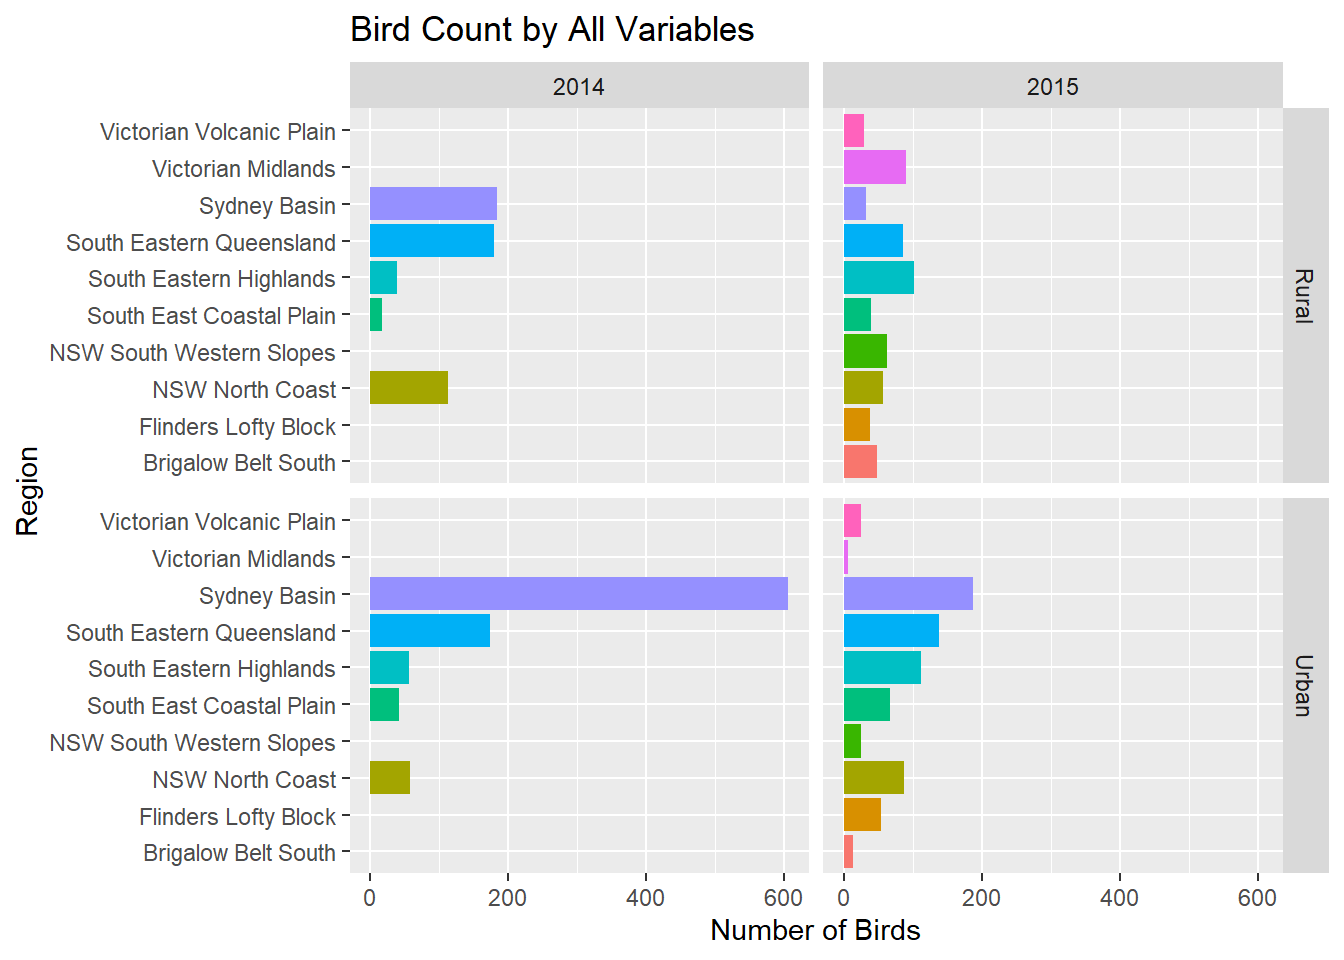 Bird Count by All Variables
2014 2015
Victorian Volcanic Plain
Victorian Midlands
Sydney Basin
South Eastern Queensland
South Eastern Highlands
South East Coastal Plain
NSW South Western Slopes
NSW North Coast
Flinders Lofty Block
Brigalow Belt South
Rural
Region
Victorian Volcanic Plain
Victorian Midlands
Sydney Basin
South Eastern Queensland
South Eastern Highlands
South East Coastal Plain
NSW South Western Slopes
NSW North Coast
Flinders Lofty Block
Brigalow Belt South
Urban
0 200 400 600 0 200 400 600
Number of Birds